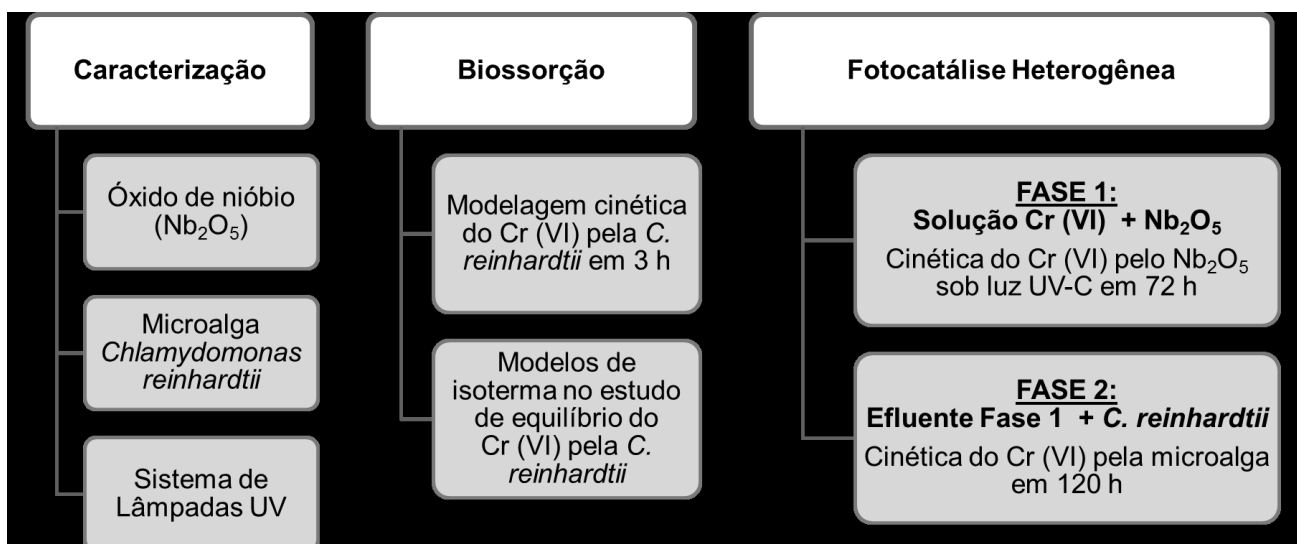 Caracterização
Óxido de nióbio
(Nb₂O₅)
Microalga
Chlamydomonas
reinhardtii
Sistema de
Lâmpadas UV
Biossorção
Modelagem cinética
do Cr (VI) pela C.
reinhardtii em 3 h
Modelos de
isoterma no estudo
de equilíbrio do
Cr (VI) pela C.
reinhardtii
Fotocatálise Heterogênea
FASE 1:
Solução Cr (VI) + Nb₂O₅
Cinética do Cr (VI) pelo Nb₂O₅
sob luz UV-C em 72 h
FASE 2:
Efluente Fase 1 + C. reinhardtii
Cinética do Cr (VI) pela microalga
em 120 h